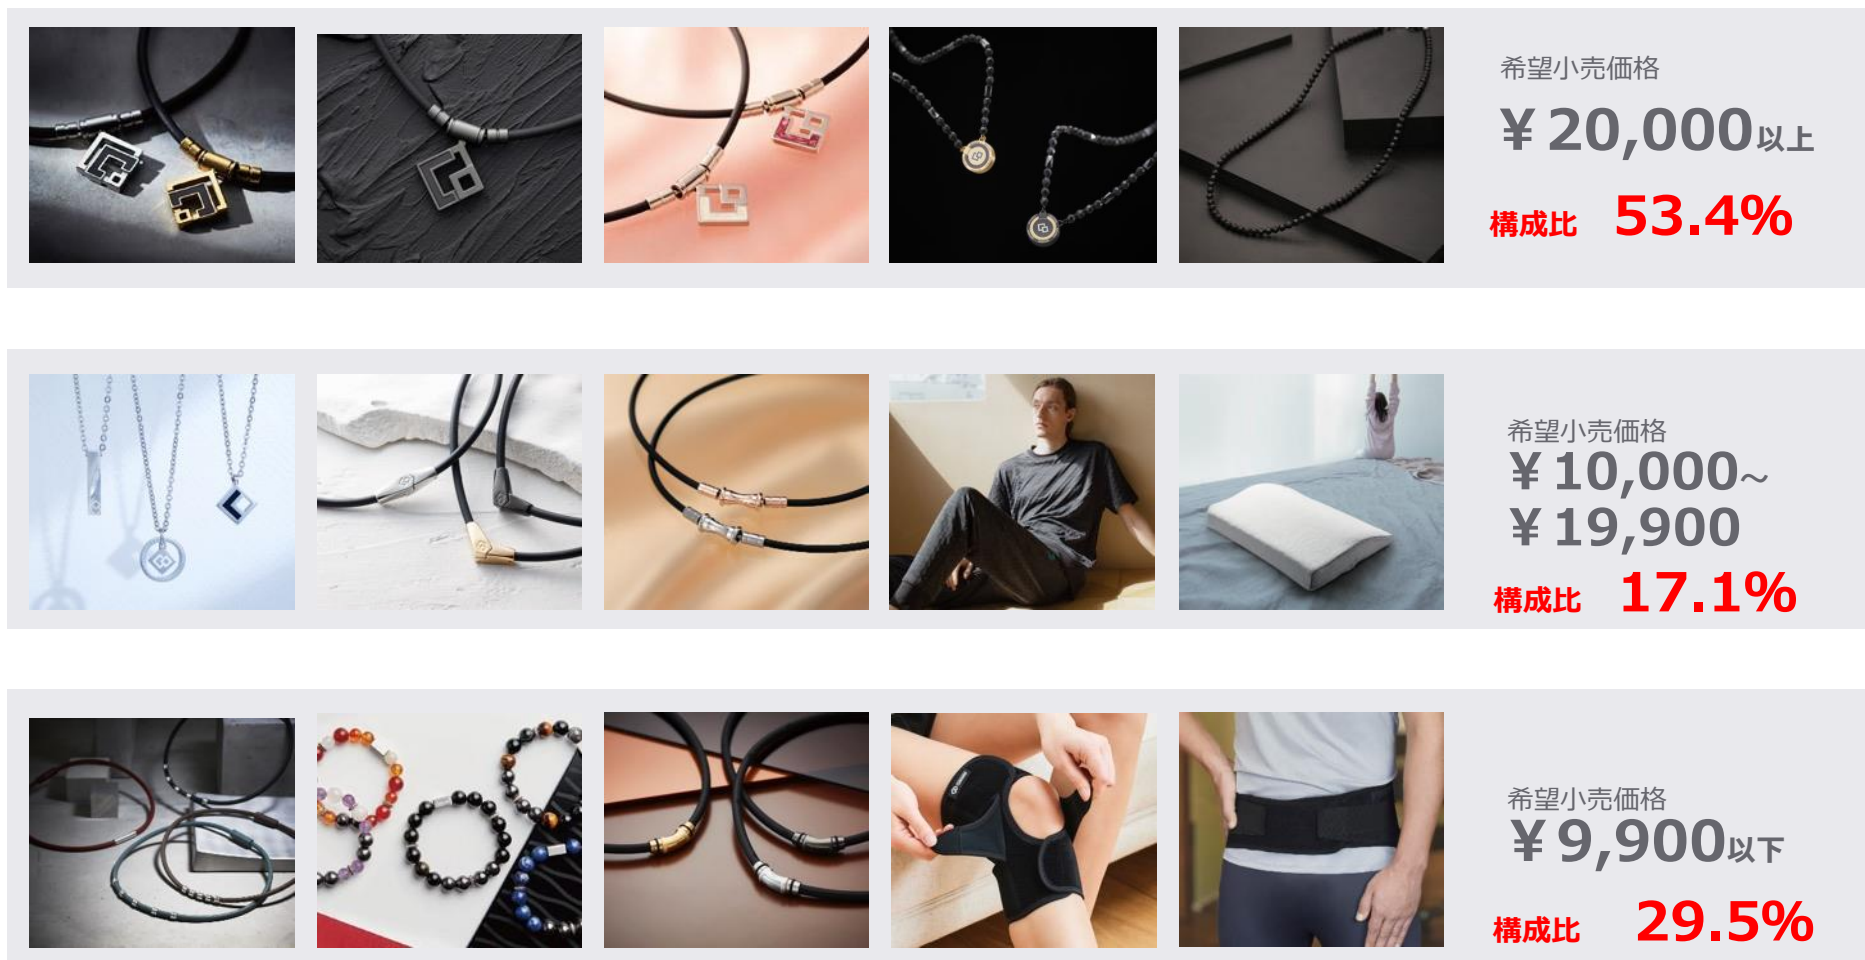 希望小売価格
￥20,000以上
構成比 53.4%
希望小売価格
￥10,000～
￥19,900
構成比 17.1%
希望小売価格
￥9,900以下
構成比 29.5%